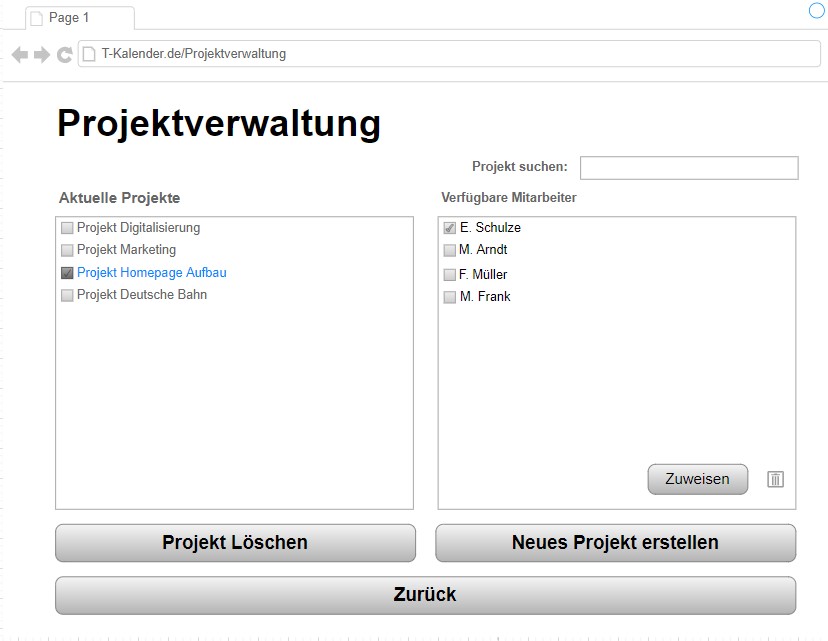 Page 1
T-Kalender.de/Projektverwaltung
Projektverwaltung
Projekt suchen:
Aktuelle Projekte
Projekt Digitalisierung
Projekt Marketing
Projekt Homepage Aufbau
Projekt Deutsche Bahn
Verfügbare Mitarbeiter
E. Schulze
M. Arndt
F. Müller
M. Frank
Zuweisen
Projekt Löschen
Neues Projekt erstellen
Zurück